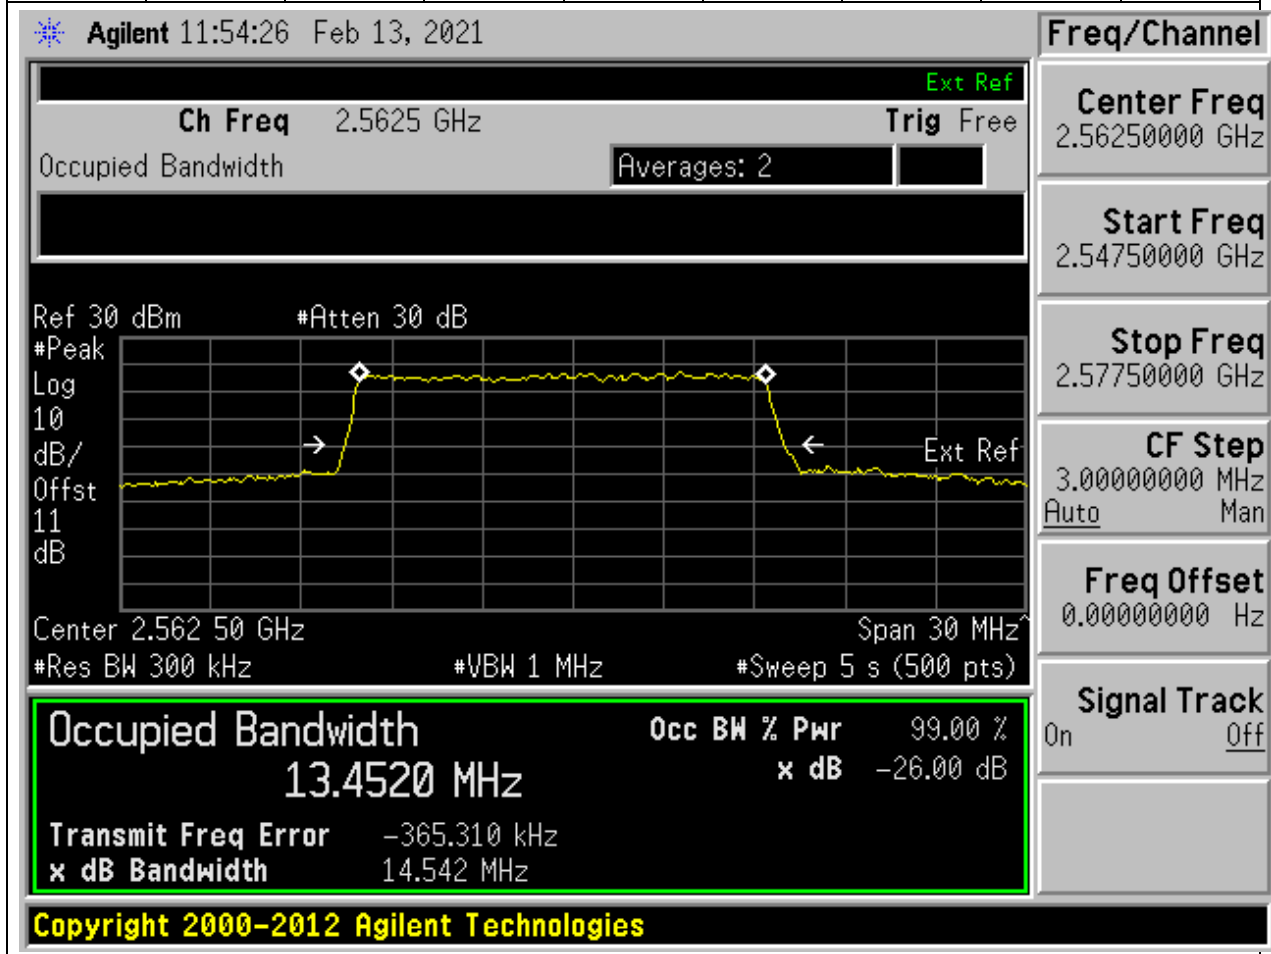 Agilent 11:54:26 Feb 13, 2021
Freq/Channel
Ext Ref
Ch Freq 2.5625 GHz Trig Free
Occupied Bandwidth Averages: 2
Ref 30 dBm #Atten 30 dB
#Peak
Log
10
dB/
Offst
11
dB
Ext Ref
Center 2.562 50 GHz Span 30 MHz^
#Res BW 300 kHz #VBW 1 MHz #Sweep 5 s (500 pts)
Occupied Bandwidth Occ BW % Pwr 99.00 %
13.4520 MHz x dB -26.00 dB
Transmit Freq Error -365.310 kHz
x dB Bandwidth 14.542 MHz
Copyright 2000-2012 Agilent Technologies
Center Freq
2.56250000 GHz
Start Freq
2.54750000 GHz
Stop Freq
2.57750000 GHz
CF Step
3.00000000 MHz
Auto Man
Freq Offset
0.00000000 Hz
Signal Track
On Off